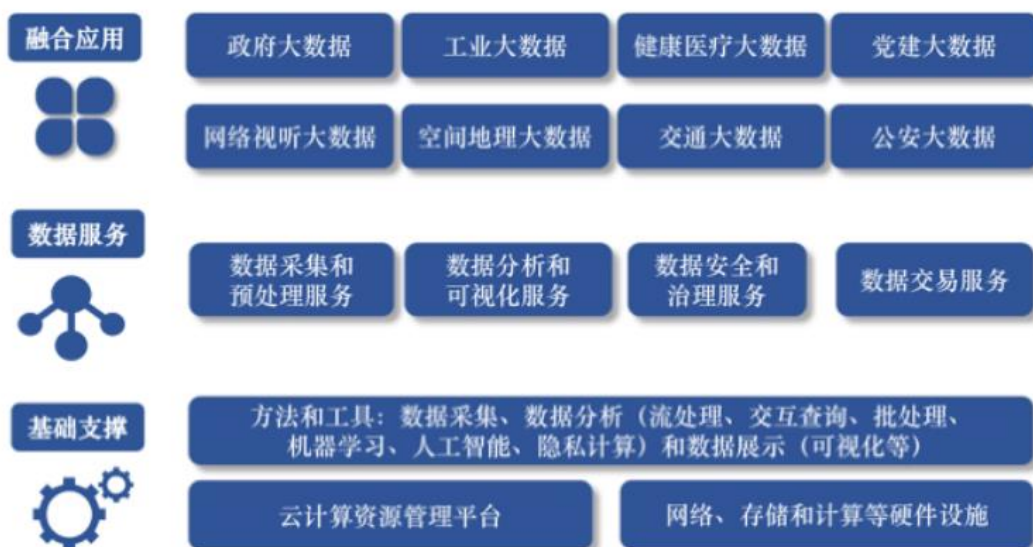 融合应用
政府大数据
工业大数据
健康医疗大数据
党建大数据
网络视听大数据
空间地理大数据
交通大数据
公安大数据
数据服务
数据采集和
预处理服务
数据分析和
可视化服务
数据安全和
治理服务
数据交易服务
基础支撑
方法和工具：数据采集、数据分析（流处理、交互查询、批处理、
机器学习、人工智能、隐私计算）和数据展示（可视化等）
云计算资源管理平台
网络、存储和计算等硬件设施